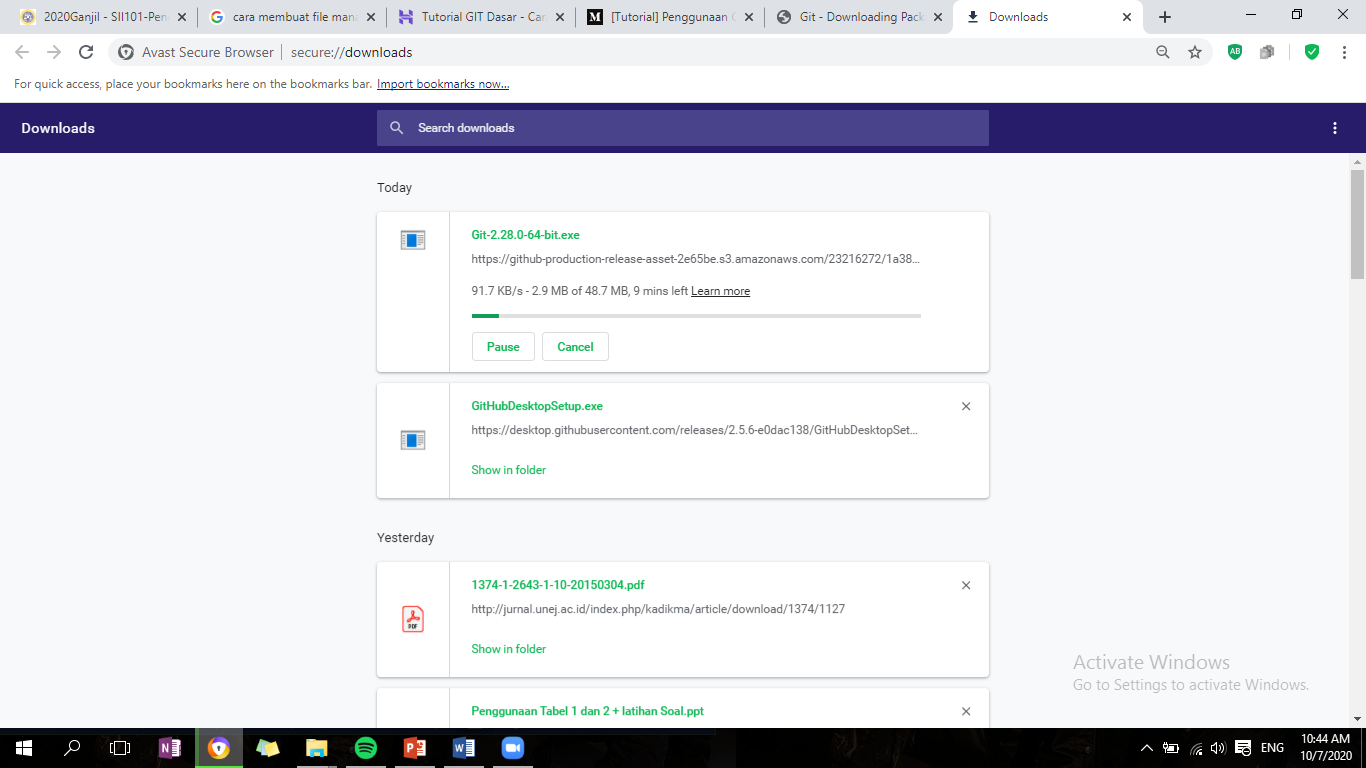 2020Ganjil - SII101-Pen
cara membuat file mana
Tutorial GIT Dasar - Car
[Tutorial] Penggunaan G
Git - Downloading Pack
Downloads
Avast Secure Browser | secure://downloads
For quick access, place your bookmarks here on the bookmarks bar. Import bookmarks now...
Downloads
Search downloads
Today
Git-2.28.0-64-bit.exe
https://github-production-release-asset-2e65be.s3.amazonaws.com/23216272/1a38...
91.7 KB/s - 2.9 MB of 48.7 MB, 9 mins left Learn more
Pause
Cancel
GitHubDesktopSetup.exe
https://desktop.githubusercontent.com/releases/2.5.6-e0dac138/GitHubDesktopSet...
Show in folder
Yesterday
1374-1-2643-1-10-20150304.pdf
http://jurnal.unej.ac.id/index.php/kadikma/article/download/1374/1127
Show in folder
Penggunaan Tabel 1 dan 2 + latihan Soal.ppt
Activate Windows
Go to Settings to activate Windows.
ENG
10:44 AM
10/7/2020